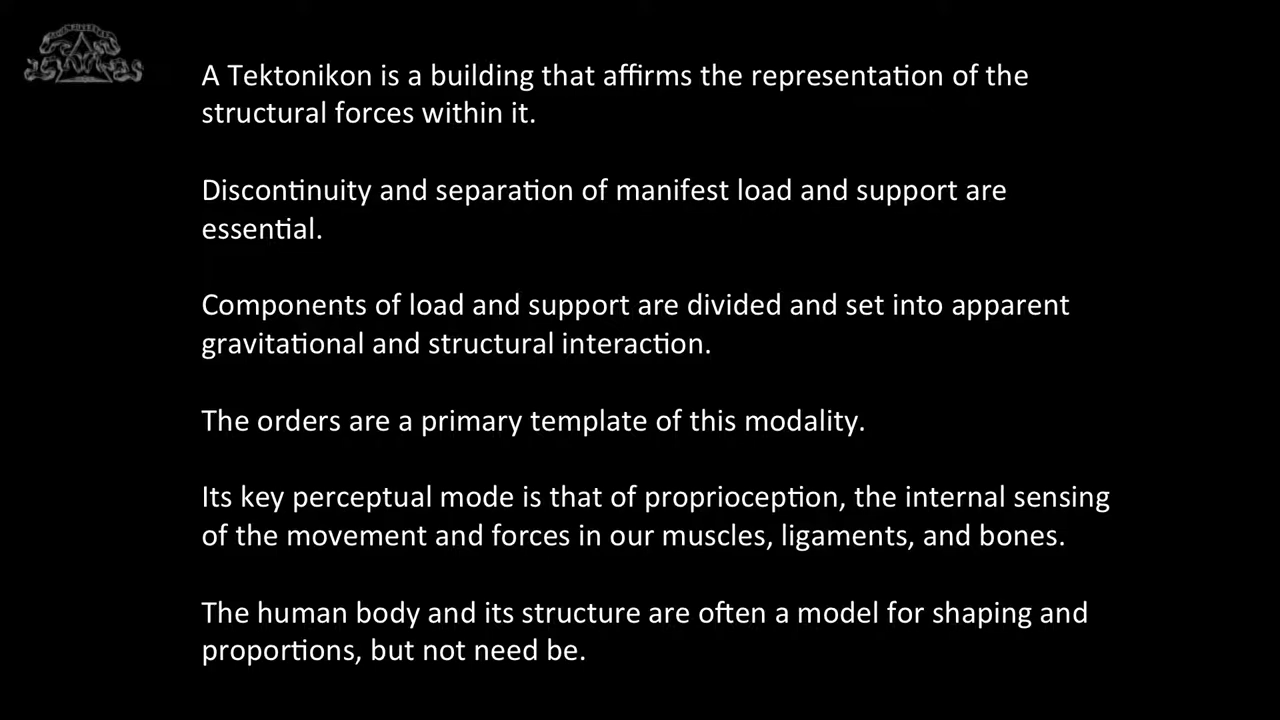 A Tektonikon is a building that affirms the representation of the
structural forces within it.
Discontinuity and separation of manifest load and support are
essential.
Components of load and support are divided and set into apparent
gravitational and structural interaction.
The orders are a primary template of this modality.
Its key perceptual mode is that of proprioception, the internal sensing
of the movement and forces in our muscles, ligaments, and bones.
The human body and its structure are often a model for shaping and
proportions, but not need be.